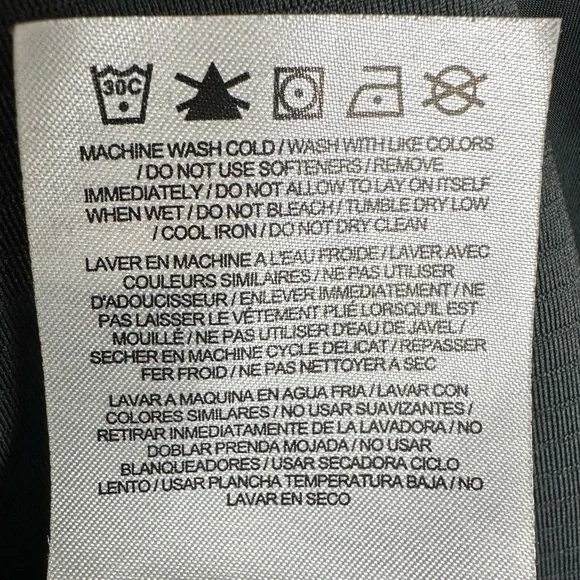 30C
MACHINE WASH COLD / WASH WITH LIKE COLORS
/ DO NOT USE SOFTENERS / REMOVE
IMMEDIATELY / DO NOT ALLOW TO LAY ON ITSELF
WHEN WET / DO NOT BLEACH / TUMBLE DRY LOW
/ COOL IRON / DO NOT DRY CLEAN
LAVER EN MACHINE A L'EAU FROIDE / LAVER AVEC
COULEURS SIMILAIRES / NE PAS UTILISER
D'ADOUCISSEUR / ENLEVER IMMEDIATEMENT / NE
PAS LAISSER LE VÊTEMENT PLIÉ LORSQU'IL EST
MOUILLÉ / NE PAS UTILISER D'EAU DE JAVEL /
SECHER EN MACHINE CYCLE DELICAT / REPASSER
FER FROID / NE PAS NETTOYER A SEC
LAVAR A MAQUINA EN AGUA FRIA / LAVAR CON
COLORES SIMILARES / NO USAR SUAVIZANTES /
RETIRAR INMEDIATAMENTE DE LA LAVADORA / NO
DOBLAR PRENDA MOJADA / NO USAR
BLANQUEADORES / USAR SECADORA CICLO
LENTO / USAR PLANCHA TEMPERATURA BAJA / NO
LAVAR EN SECO